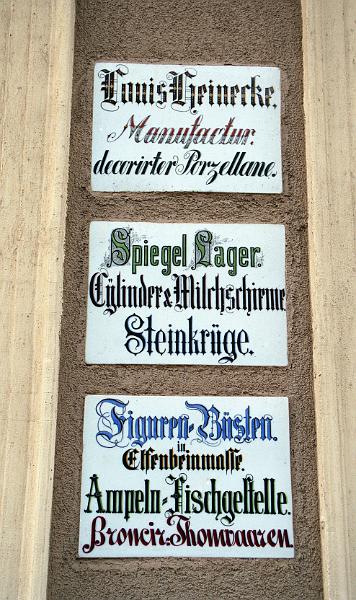 Louis Heinecke.
Manufactur.
decorirter Porzellane.
Spiegel Lager.
Cylinder & Milchschirme
Steinkrüge.
Figuren-Büsten.
in
Elfenbeinmasse.
Ampeln-Fischgestelle.
Broncir-Thonwaaren.